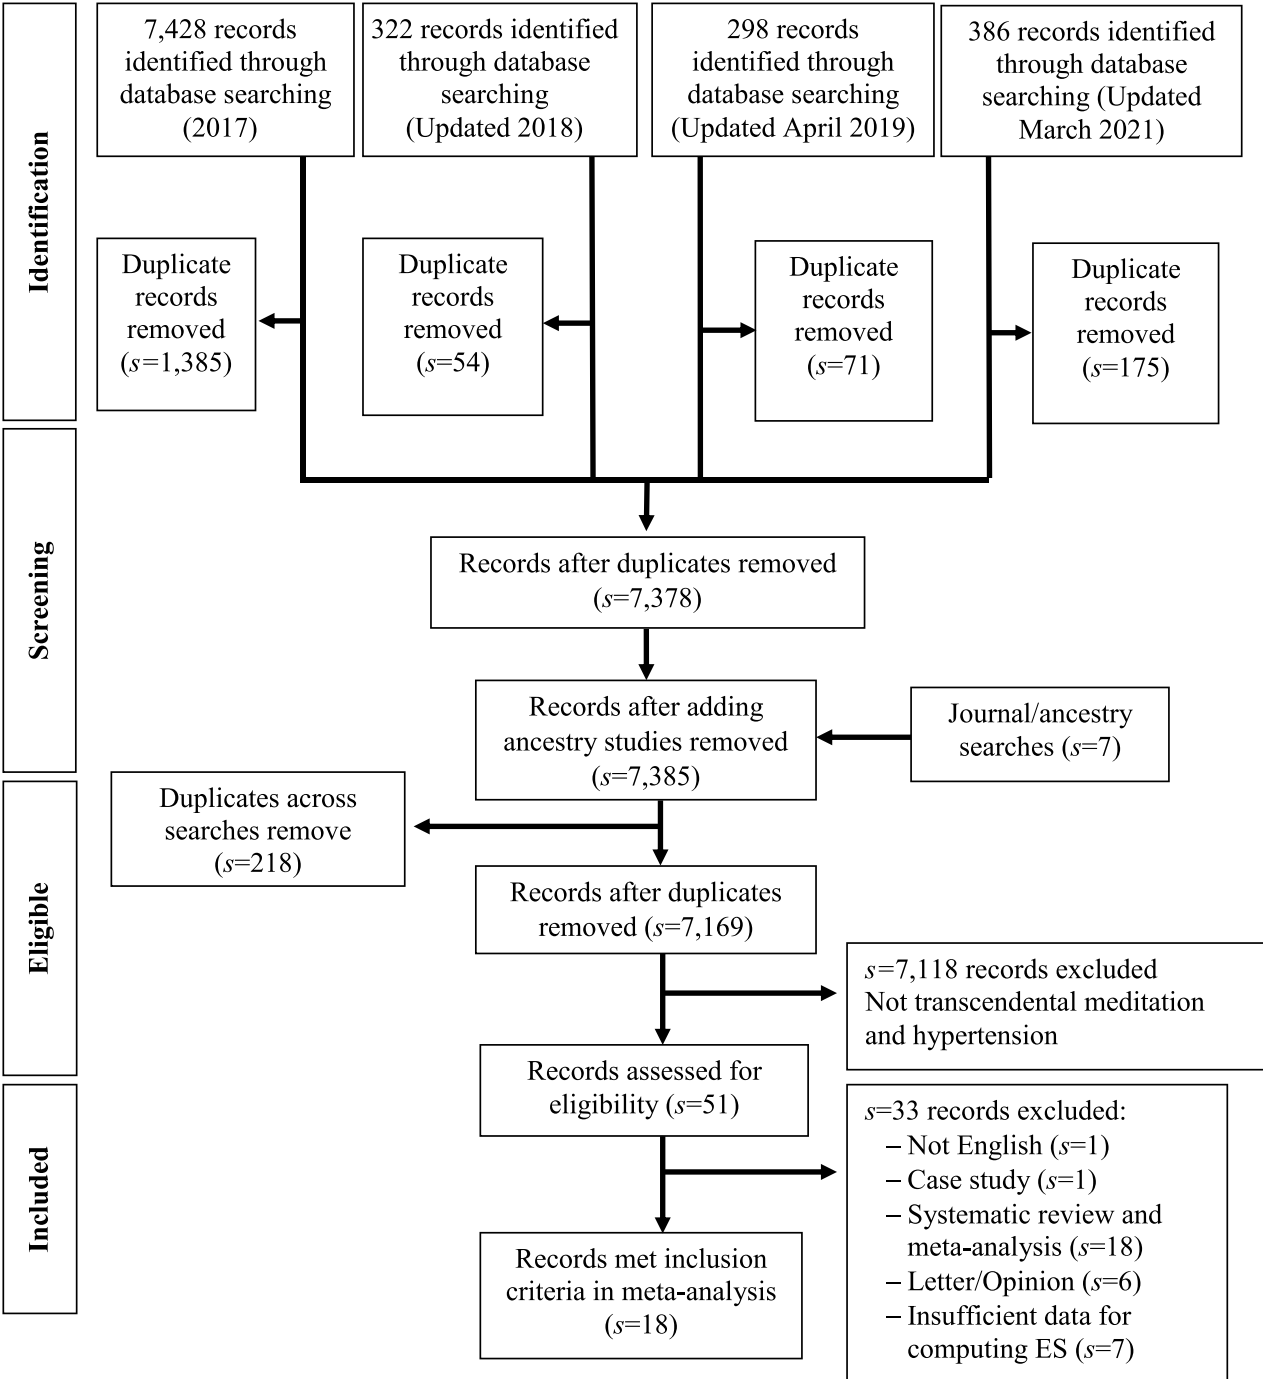 Identification
7,428 records
identified through
database searching
(2017)
322 records identified
through database
searching
(Updated 2018)
298 records
identified through
database searching
(Updated April 2019)
386 records identified
through database
searching (Updated
March 2021)
Duplicate
records
removed
(s=1,385)
Duplicate
records
removed
(s=54)
Duplicate
records
removed
(s=71)
Duplicate
records
removed
(s=175)
Screening
Records after duplicates removed
(s=7,378)
Records after adding
ancestry studies removed
(s=7,385)
Journal/ancestry
searches (s=7)
Eligible
Duplicates across
searches remove
(s=218)
Records after duplicates
removed (s=7,169)
s=7,118 records excluded
Not transcendental meditation
and hypertension
Records assessed for
eligibility (s=51)
Included
s=33 records excluded:
– Not English (s=1)
– Case study (s=1)
– Systematic review and
meta-analysis (s=18)
– Letter/Opinion (s=6)
– Insufficient data for
computing ES (s=7)
Records met inclusion
criteria in meta-analysis
(s=18)